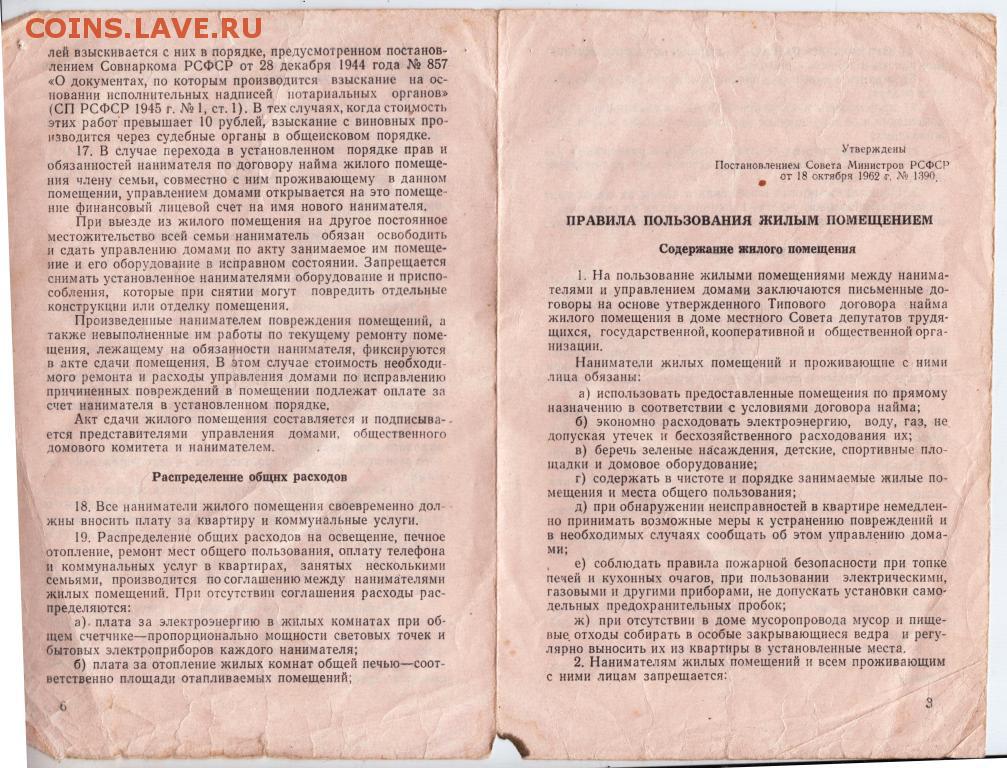 COINS.LAVE.RU
лей взыскивается с них в порядке, предусмотренном постанов-
лением Совнаркома РСФСР от 28 декабря 1944 года № 857
«О документах, по которым производится взыскание на ос-
новании исполнительных надписей нотариальных органов»
(СП РСФСР 1945 г. № 1, ст. 1). В тех случаях, когда стоимость
этих работ превышает 10 рублей, взыскание с виновных про-
изводится через судебные органы в общеисковом порядке.
17. В случае перехода в установленном порядке прав и
обязанностей нанимателя по договору найма жилого помеще-
ния члену семьи, совместно с ним проживающему в данном
помещении, управлением домами открывается на это помеще-
ние финансовый лицевой счет на имя нового нанимателя.
При выезде из жилого помещения на другое постоянное
местожительство всей семьи наниматель обязан освободить
и сдать управлению домами по акту занимаемое им помеще-
ние и его оборудование в исправном состоянии. Запрещается
снимать установленное нанимателями оборудование и приспо-
собления, которые при снятии могут повредить отдельные
конструкции или отделку помещения.
Произведенные нанимателем повреждения помещений, а
также невыполненные им работы по текущему ремонту поме-
щения, лежащему на обязанности нанимателя, фиксируются
в акте сдачи помещения. В этом случае стоимость необходи-
мого ремонта и расходы управления домами по исправлению
причиненных повреждений в помещении подлежат оплате за
счет нанимателя в установленном порядке.
Акт сдачи жилого помещения составляется и подписыва-
ется представителями управления домами, общественного
домового комитета и нанимателем.
Распределение общих расходов
18. Все наниматели жилого помещения своевременно дол-
жны вносить плату за квартиру и коммунальные услуги.
19. Распределение общих расходов на освещение, печное
отопление, ремонт мест общего пользования, оплату телефона
и коммунальных услуг в квартирах, занятых несколькими
семьями, производится по соглашению между нанимателями
жилых помещений. При отсутствии соглашения расходы рас-
пределяются:
а) плата за электроэнергию в жилых комнатах при об-
щем счетчике—пропорционально мощности световых точек и
бытовых электроприборов каждого нанимателя;
б) плата за отопление жилых комнат общей печью—соот-
ветственно площади отапливаемых помещений;
6
Утверждены
Постановлением Совета Министров РСФСР
от 18 октября 1962 г. № 1390.
ПРАВИЛА ПОЛЬЗОВАНИЯ ЖИЛЫМ ПОМЕЩЕНИЕМ
Содержание жилого помещения
1. На пользование жилыми помещениями между нанима-
телями и управлением домами заключаются письменные до-
говоры на основе утвержденного Типового договора найма
жилого помещения в доме местного Совета депутатов трудя-
щихся, государственной, кооперативной и общественной орга-
низации.
Наниматели жилых помещений и проживающие с ними
лица обязаны:
а) использовать предоставленные помещения по прямому
назначению в соответствии с условиями договора найма;
б) экономно расходовать электроэнергию, воду, газ, не
допуская утечек и бесхозяйственного расходования их;
в) беречь зеленые насаждения, детские, спортивные пло-
щадки и домовое оборудование;
г) содержать в чистоте и порядке занимаемые жилые по-
мещения и места общего пользования;
д) при обнаружении неисправностей в квартире немедлен-
но принимать возможные меры к устранению повреждений и
в необходимых случаях сообщать об этом управлению дома-
ми;
е) соблюдать правила пожарной безопасности при топке
печей и кухонных очагов, при пользовании электрическими,
газовыми и другими приборами, не допускать установки само-
дельных предохранительных пробок;
ж) при отсутствии в доме мусоропровода мусор и пище-
вые отходы собирать в особые закрывающиеся ведра и регу-
лярно выносить их из квартиры в установленные места.
2. Нанимателям жилых помещений и всем проживающим
с ними лицам запрещается:
3